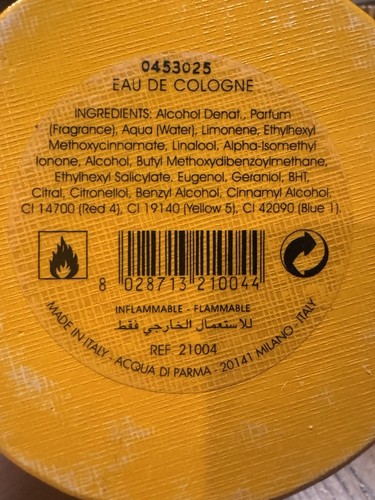 0453025
EAU DE COLOGNE
INGREDIENTS: Alcohol Denat., Parfum
(Fragrance), Aqua (Water), Limonene, Ethylhexyl
Methoxycinnamate, Linalool, Alpha-Isomethyl
Ionone, Alcohol, Butyl Methoxydibenzoylmethane,
Ethylhexyl Salicylate, Eugenol, Geraniol, BHT,
Citral, Citronellol, Benzyl Alcohol, Cinnamyl Alcohol,
CI 14700 (Red 4), CI 19140 (Yellow 5), CI 42090 (Blue 1).
8 028713 210044
INFLAMMABLE - FLAMMABLE
للاستعمال الخارجي فقط
REF 21004
MADE IN ITALY - ACQUA DI PARMA - 20141 MILANO - ITALY